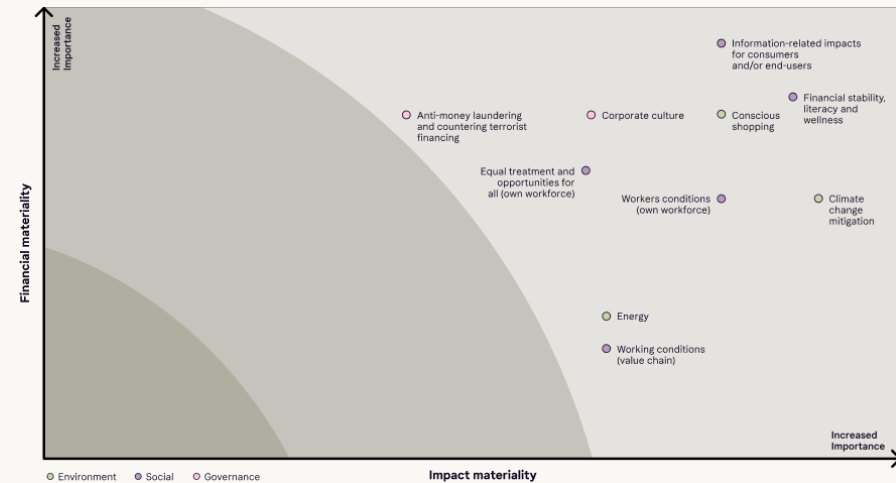 Increased
Importance
Information-related impacts
for consumers
and/or end-users
Financial stability,
literacy and
wellness
Anti-money laundering
and countering terrorist
financing
Corporate culture
Conscious
shopping
Equal treatment and
opportunities for
all (own workforce)
Workers conditions
(own workforce)
Climate
change
mitigation
Financial materiality
Energy
Working conditions
(value chain)
Increased
Importance
Environment
Social
Governance
Impact materiality